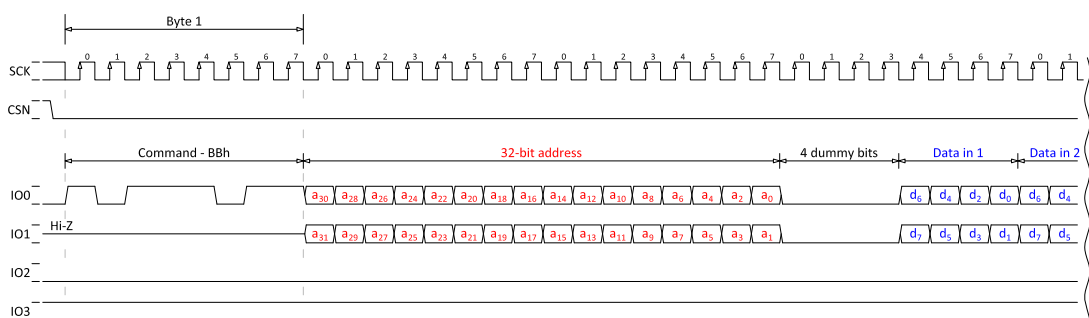 Byte 1
0 1 2 3 4 5 6 7 0 1 2 3 4 5 6 7 0 1 2 3 4 5 6 7 0 1 2 3 4 5 6 7 0 1
SCK
CSN
Command - BBh 32-bit address 4 dummy bits Data in 1 Data in 2
IO0 a30 a28 a26 a24 a22 a20 a18 a16 a14 a12 a10 a8 a6 a4 a2 a0 d6 d4 d2 d0 d6 d4
Hi-Z
IO1 a31 a29 a27 a25 a23 a21 a19 a17 a15 a13 a11 a9 a7 a5 a3 a1 d7 d5 d3 d1 d7 d5
IO2
IO3